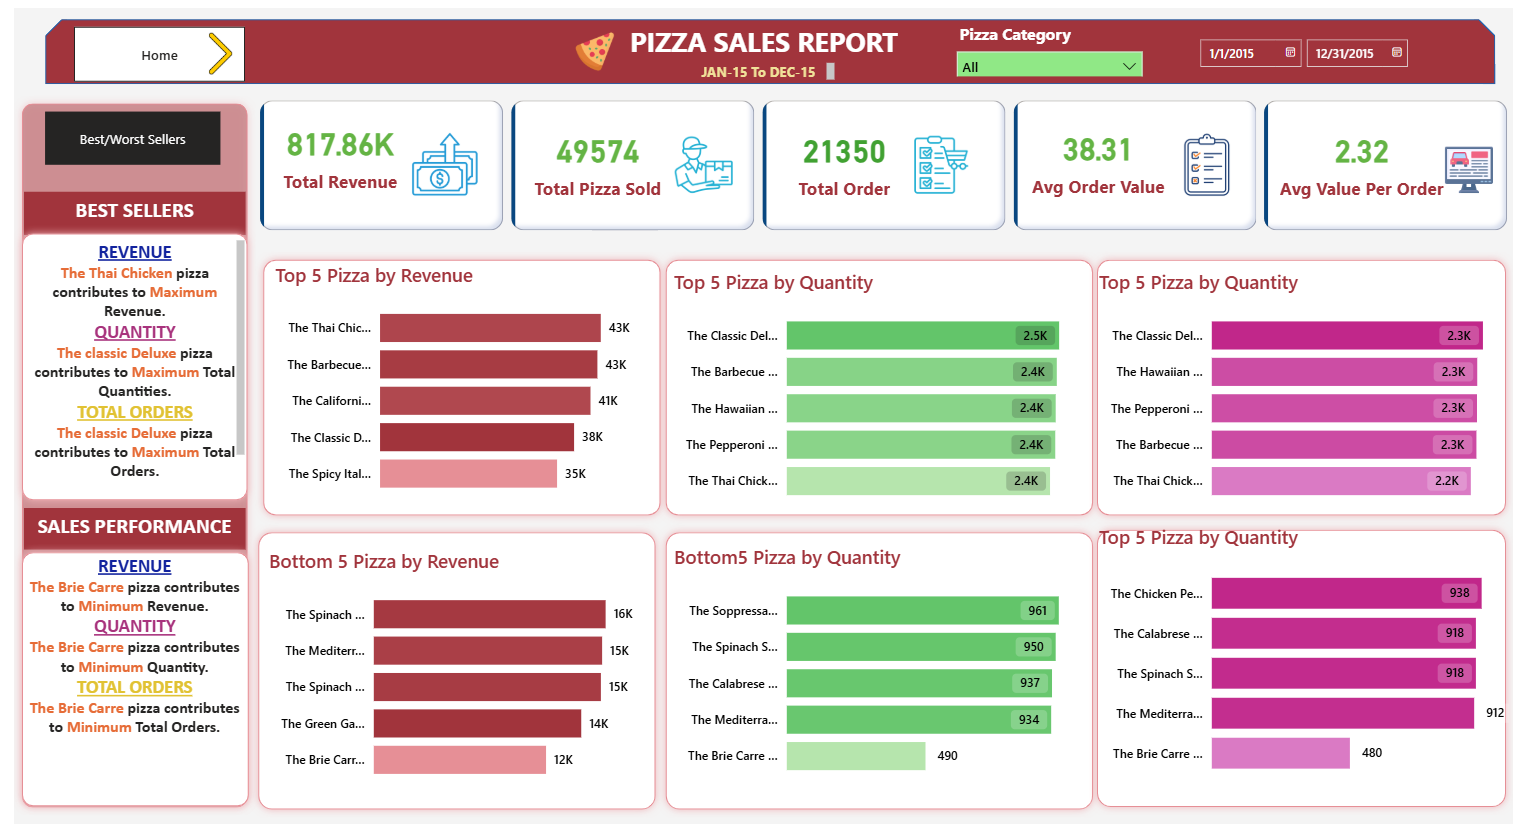 Home
PIZZA SALES REPORT
JAN-15 To DEC-15
Pizza Category
All
1/1/2015
12/31/2015
Best/Worst Sellers
817.86K
Total Revenue
49574
Total Pizza Sold
21350
Total Order
38.31
Avg Order Value
2.32
Avg Value Per Order
BEST SELLERS
REVENUE
The Thai Chicken pizza
contributes to Maximum
Revenue.
QUANTITY
The classic Deluxe pizza
contributes to Maximum Total
Quantities.
TOTAL ORDERS
The classic Deluxe pizza
contributes to Maximum Total
Orders.
SALES PERFORMANCE
REVENUE
The Brie Carre pizza contributes
to Minimum Revenue.
QUANTITY
The Brie Carre pizza contributes
to Minimum Quantity.
TOTAL ORDERS
The Brie Carre pizza contributes
to Minimum Total Orders.
Top 5 Pizza by Revenue
The Thai Chic... 43K
The Barbecue... 43K
The Californi... 41K
The Classic D... 38K
The Spicy Ital... 35K
Top 5 Pizza by Quantity
The Classic Del... 2.5K
The Barbecue ... 2.4K
The Hawaiian ... 2.4K
The Pepperoni ... 2.4K
The Thai Chick... 2.4K
Top 5 Pizza by Quantity
The Classic Del... 2.3K
The Hawaiian ... 2.3K
The Pepperoni ... 2.3K
The Barbecue ... 2.3K
The Thai Chick... 2.2K
Bottom 5 Pizza by Revenue
The Spinach ... 16K
The Mediterr... 15K
The Spinach ... 15K
The Green Ga... 14K
The Brie Carr... 12K
Bottom5 Pizza by Quantity
The Soppressa... 961
The Spinach S... 950
The Calabrese ... 937
The Mediterra... 934
The Brie Carre ... 490
Top 5 Pizza by Quantity
The Chicken Pe... 938
The Calabrese ... 918
The Spinach S... 918
The Mediterra... 912
The Brie Carre ... 480